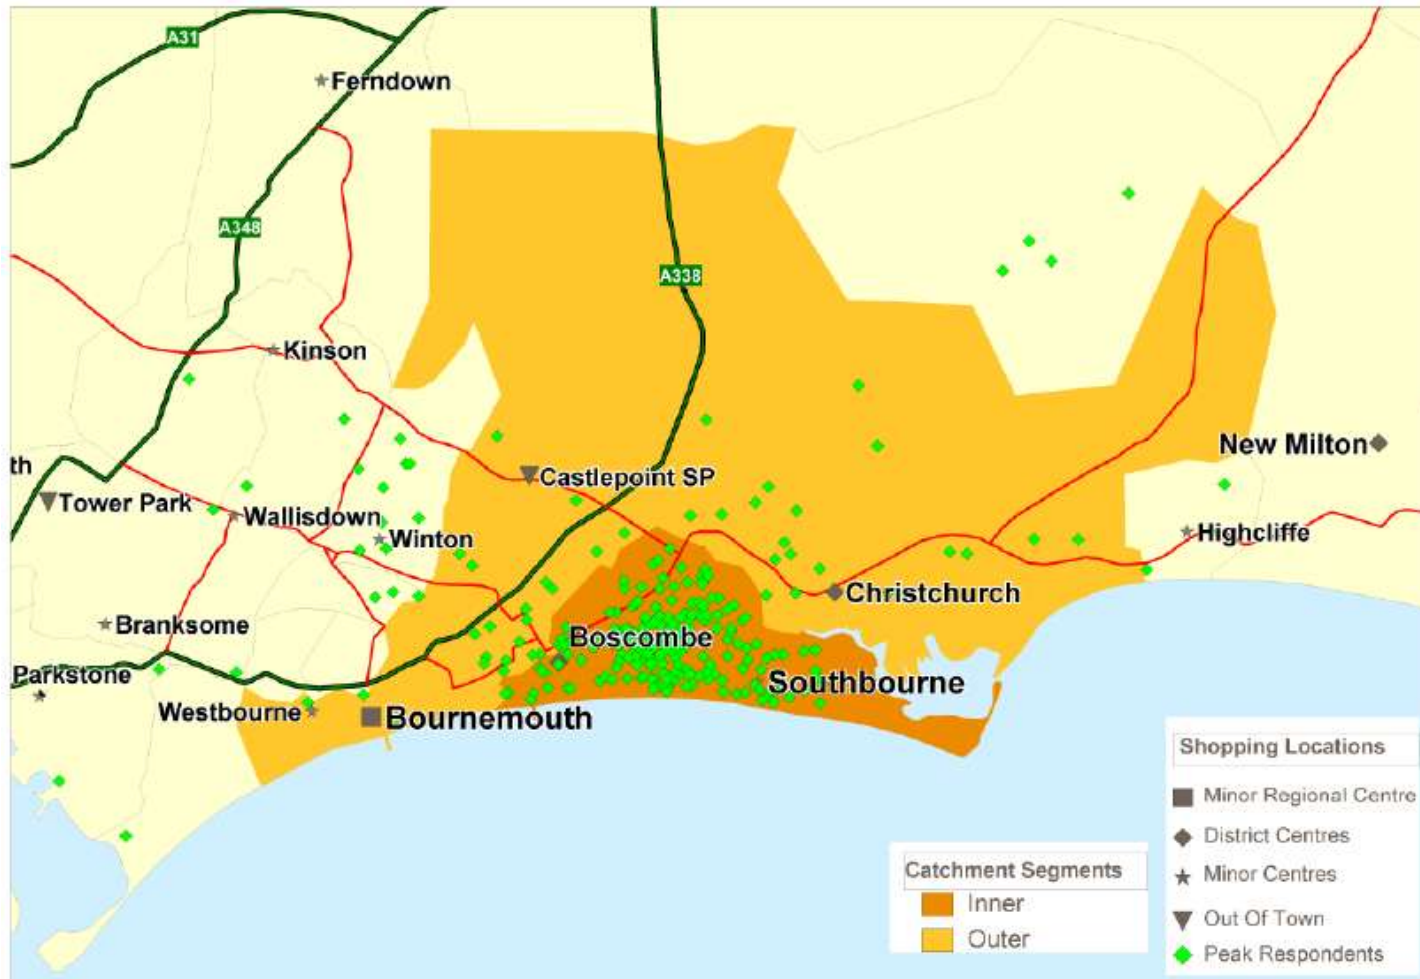 A31
Ferndown
A348
A338
Kinson
New Milton
th
Castlepoint SP
Tower Park
Wallisdown
Winton
Highcliffe
Christchurch
Branksome
Boscombe
Parkstone
Southbourne
Westbourne
Bournemouth
Shopping Locations
Minor Regional Centre
District Centres
Minor Centres
Out Of Town
Peak Respondents
Catchment Segments
Inner
Outer